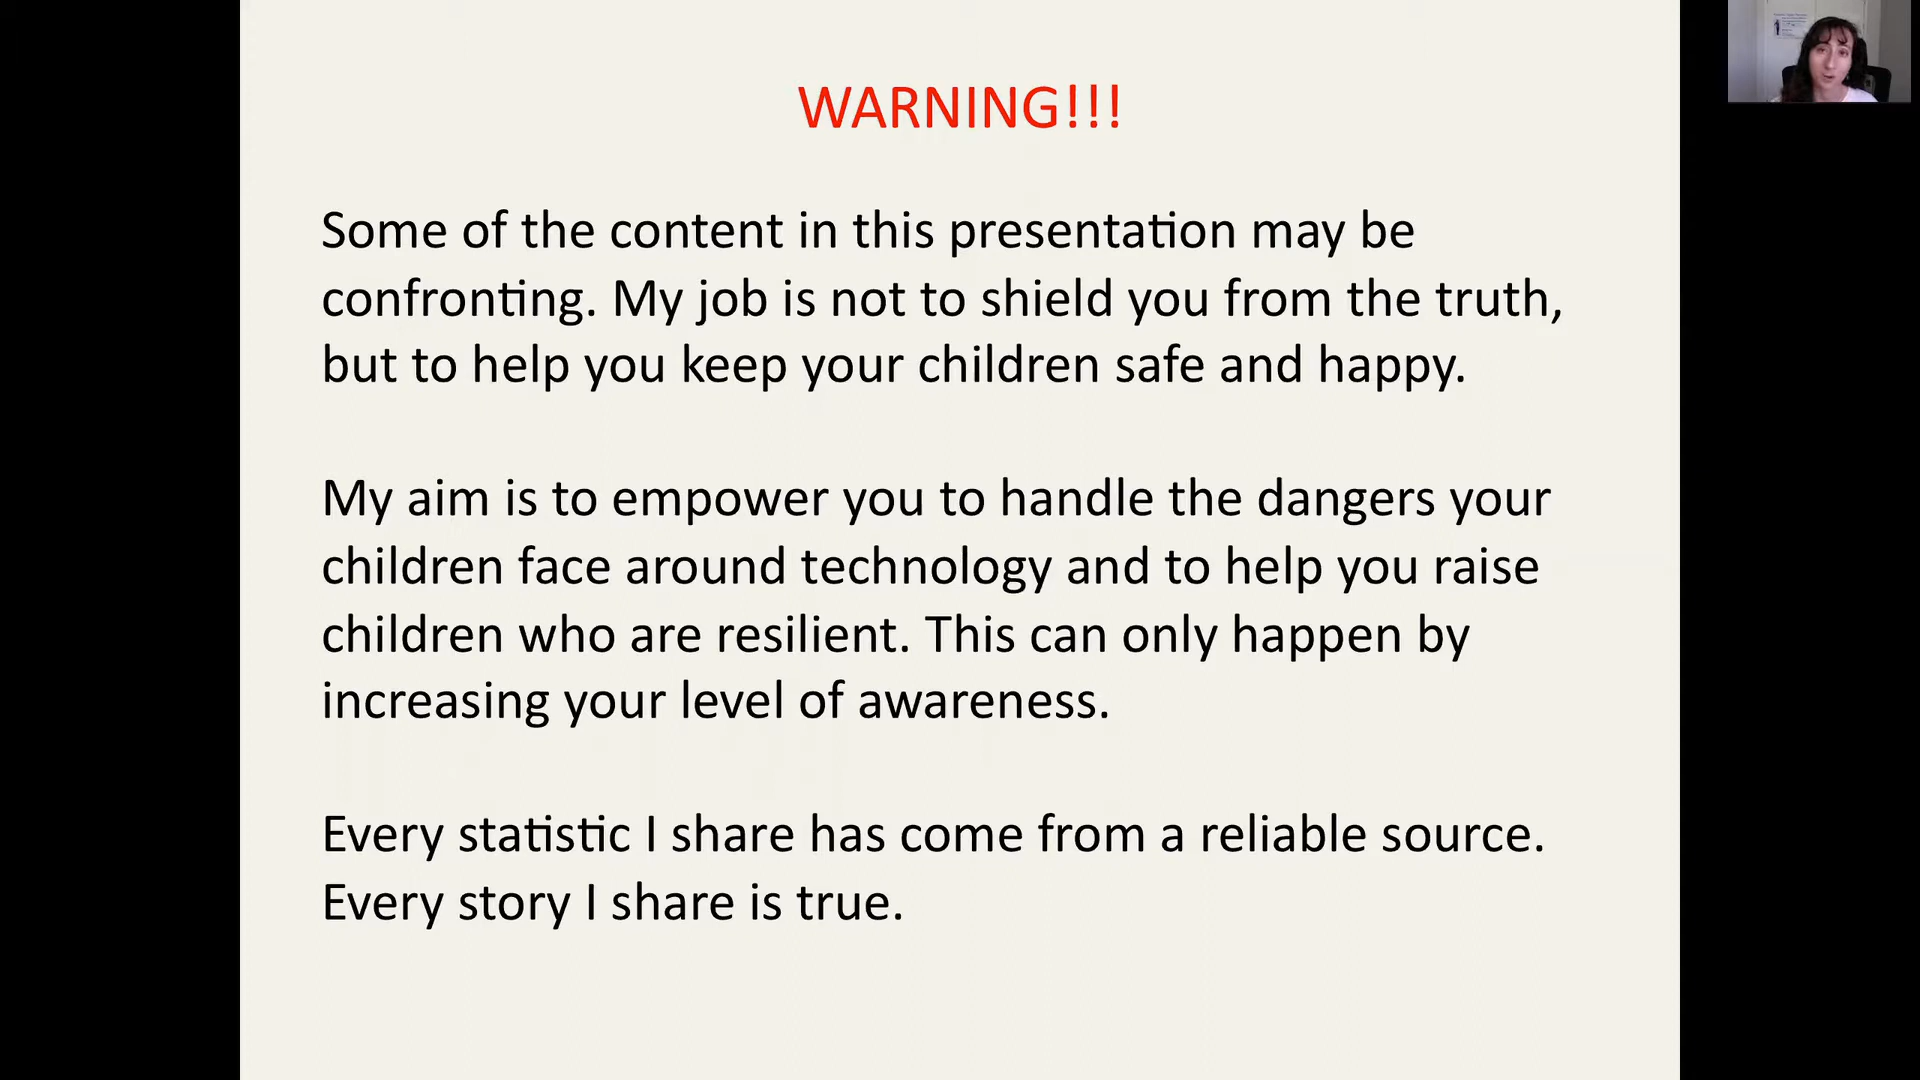 WARNING!!!
Some of the content in this presentation may be
confronting. My job is not to shield you from the truth,
but to help you keep your children safe and happy.
My aim is to empower you to handle the dangers your
children face around technology and to help you raise
children who are resilient. This can only happen by
increasing your level of awareness.
Every statistic I share has come from a reliable source.
Every story I share is true.